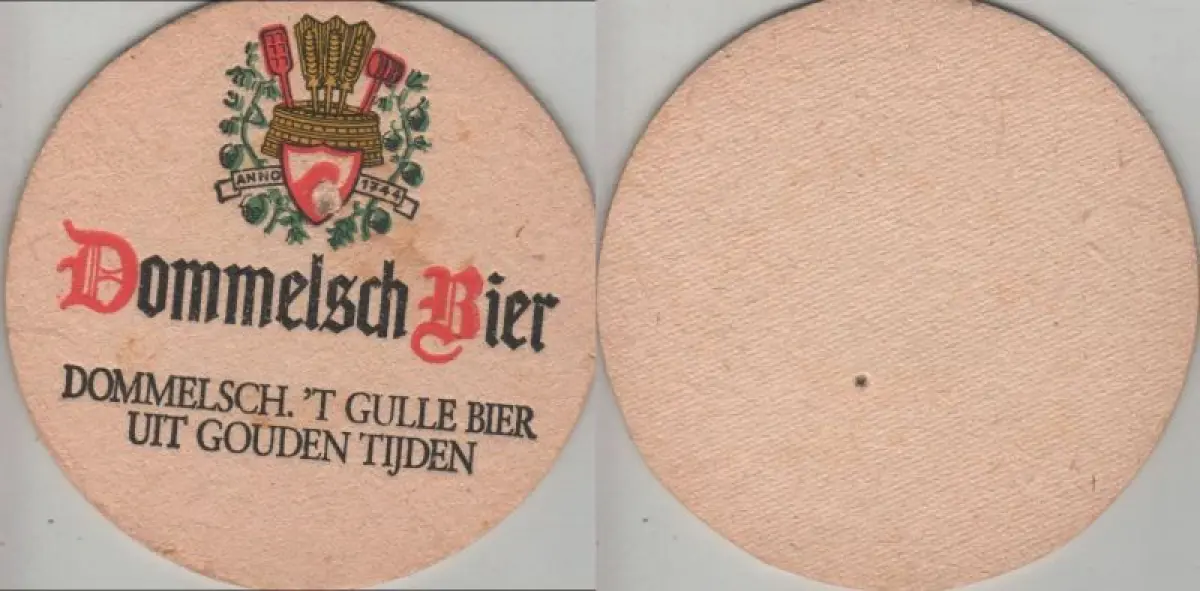 ANNO 1744
Dommelsch Bier
DOMMELSCH. 'T GULLE BIER
UIT GOUDEN TIJDEN